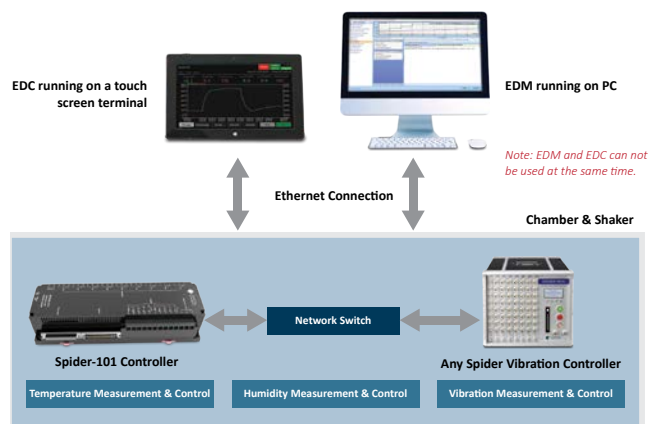 EDC running on a touch
screen terminal
EDM running on PC
Note: EDM and EDC can not
be used at the same time.
Ethernet Connection
Chamber & Shaker
Network Switch
Spider-101 Controller
Any Spider Vibration Controller
Temperature Measurement & Control
Humidity Measurement & Control
Vibration Measurement & Control